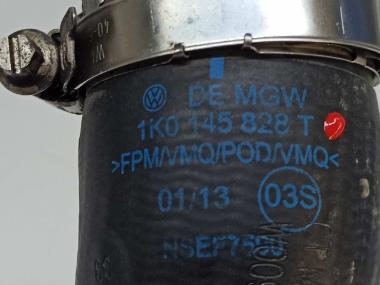 DE MGW
1K0 145 828 T
>FPM/VMQ/POD/VMQ<
01/13 03S